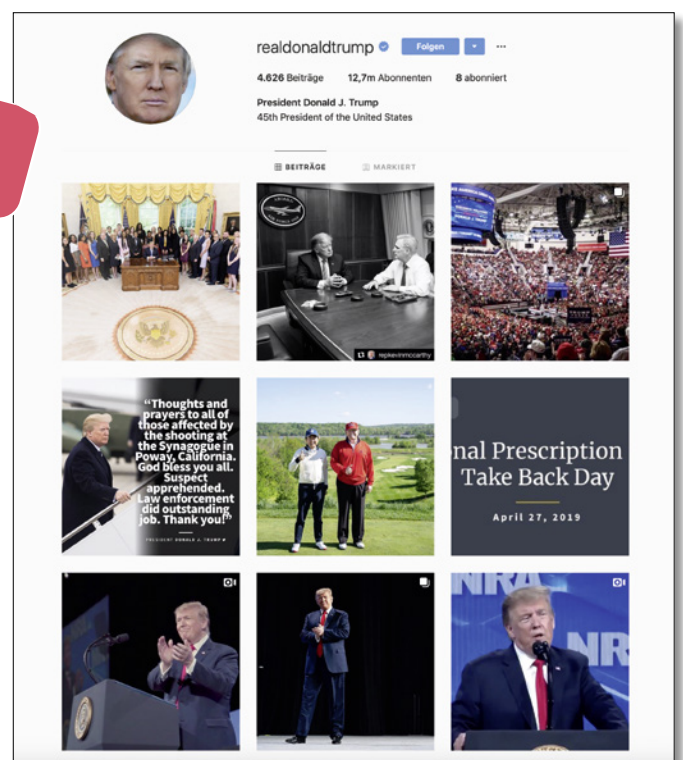 realdonaldtrump Folgen
4.626 Beiträge 12,7m Abonnenten 8 abonniert
President Donald J. Trump
45th President of the United States
BEITRÄGE MARKIERT
repkevinmccarthy
“Thoughts and
prayers to all of
those affected by
the shooting at
the Synagogue in
Poway, California.
God bless you all.
Suspect
apprehended.
Law enforcement
did outstanding
job. Thank you!”
PRESIDENT DONALD J. TRUMP
nal Prescription
Take Back Day
April 27, 2019
NRA
NR